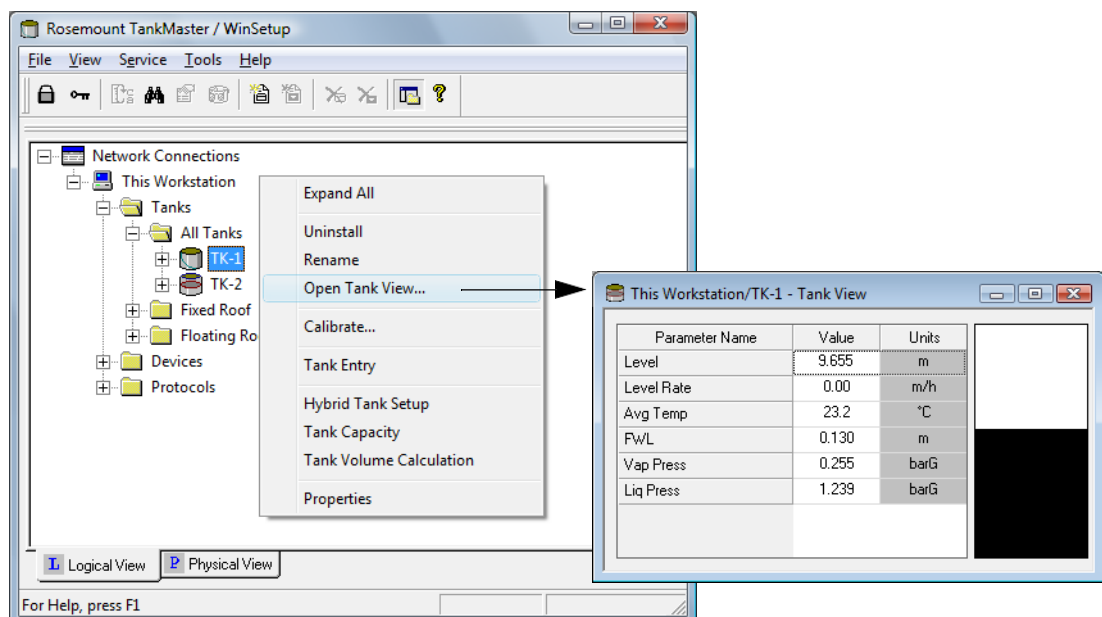 Rosemount TankMaster / WinSetup
File View Service Tools Help
Network Connections
This Workstation
Tanks
All Tanks
TK-1
TK-2
Fixed Roof
Floating Ro
Devices
Protocols
Expand All
Uninstall
Rename
Open Tank View...
Calibrate...
Tank Entry
Hybrid Tank Setup
Tank Capacity
Tank Volume Calculation
Properties
L Logical View P Physical View
For Help, press F1
This Workstation/TK-1 - Tank View
Parameter Name Value Units
Level 9.655 m
Level Rate 0.00 m/h
Avg Temp 23.2 °C
FWL 0.130 m
Vap Press 0.255 barG
Liq Press 1.239 barG